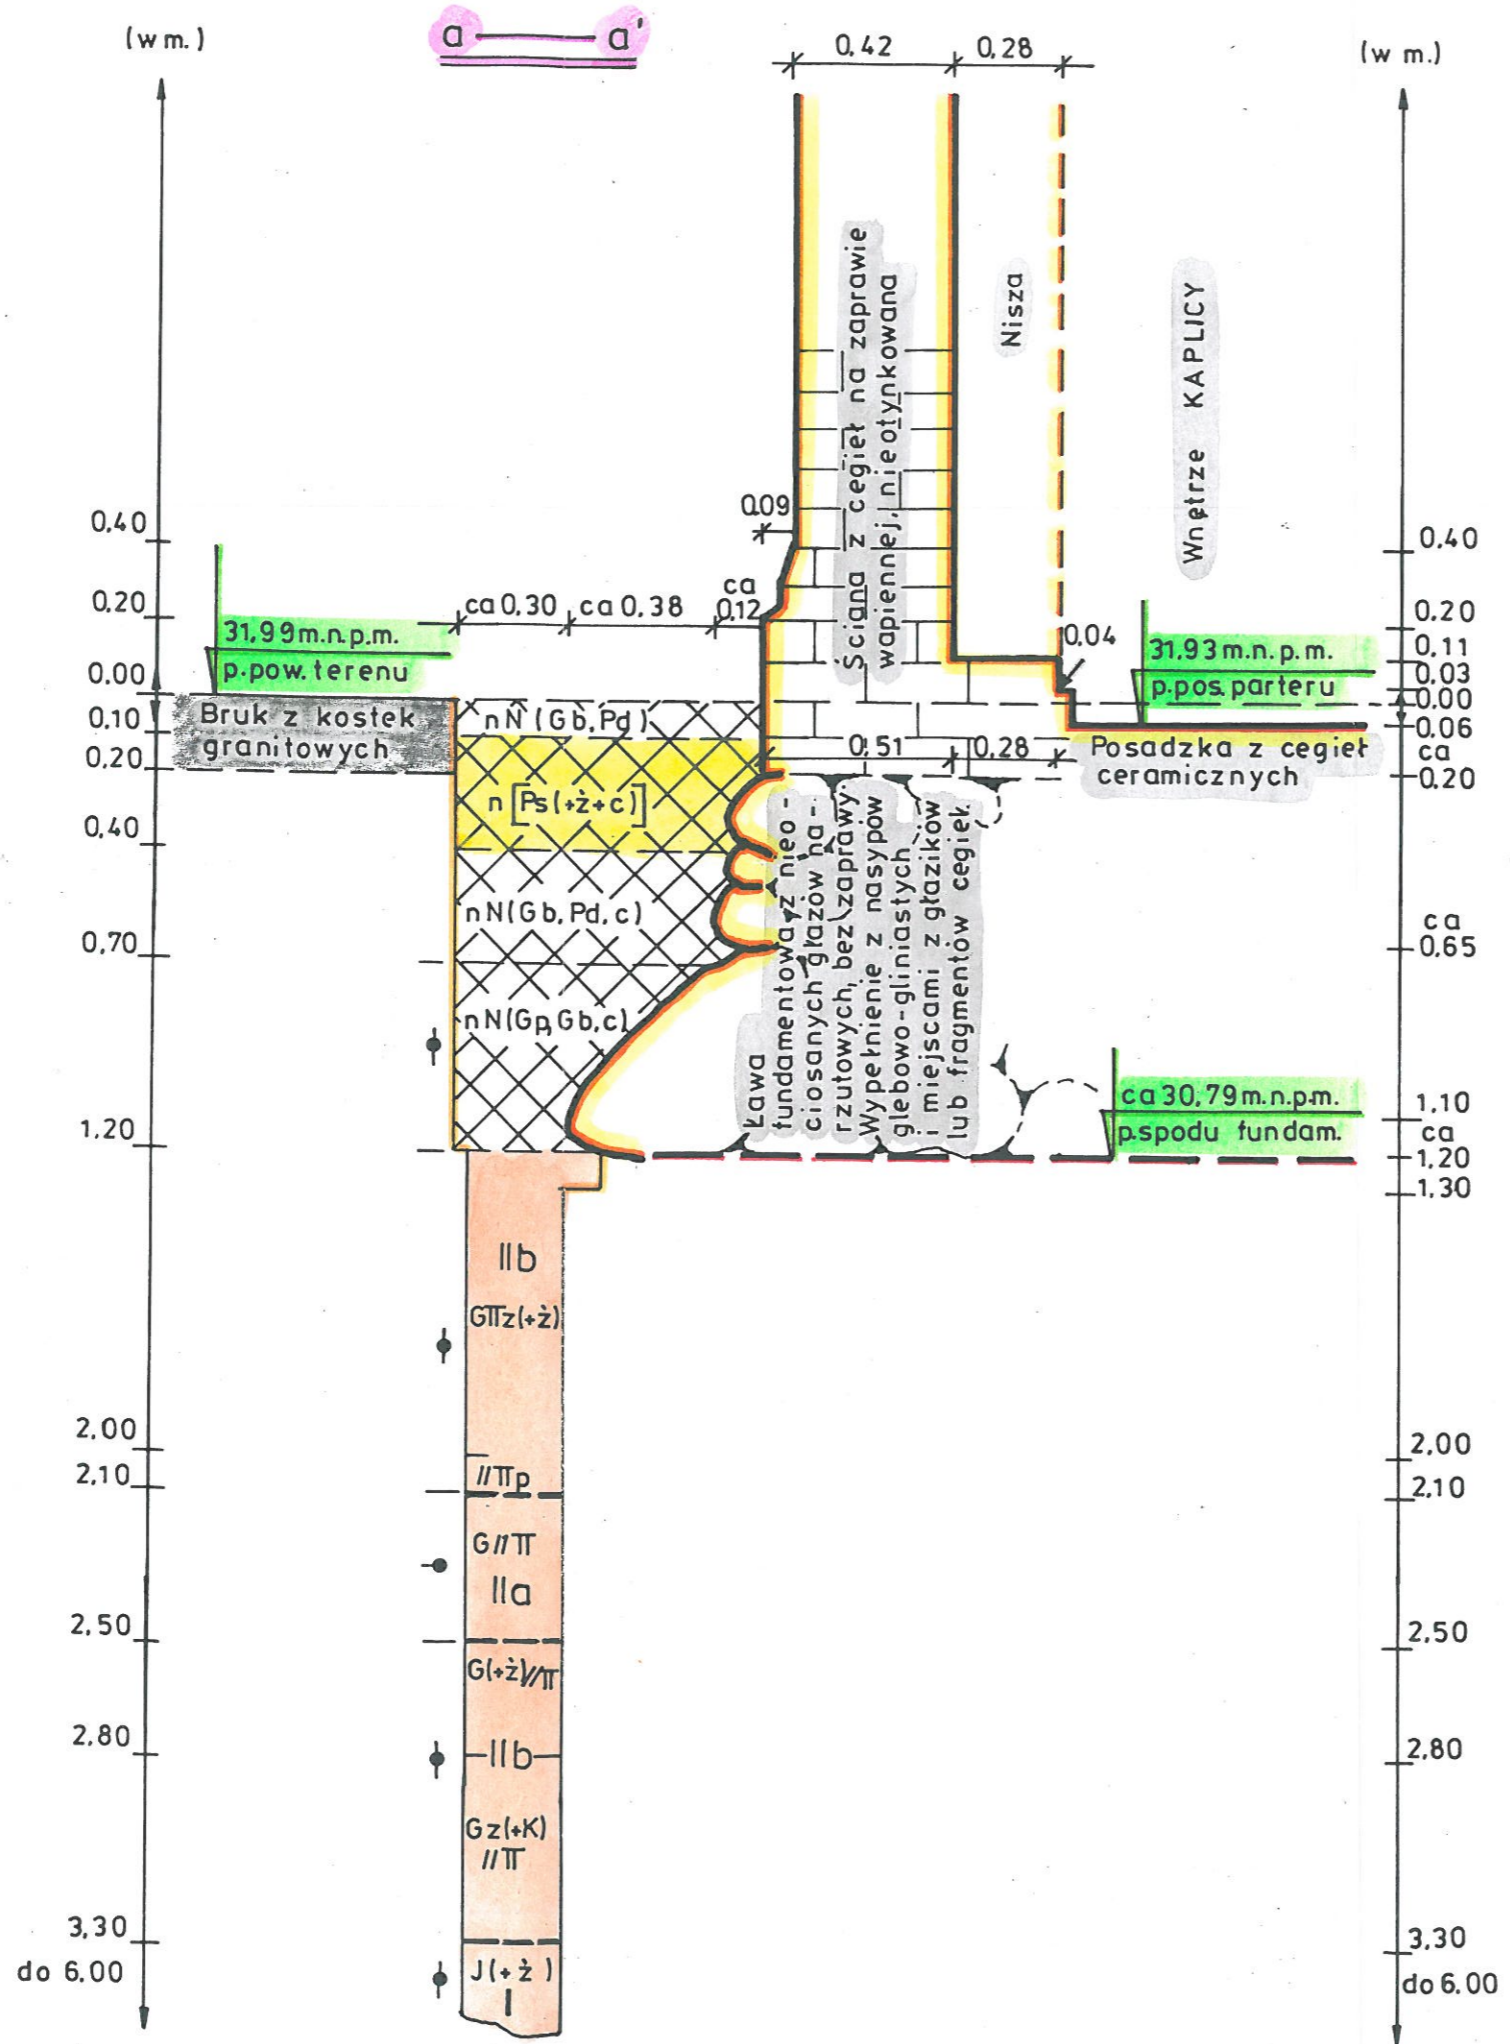 (w m.)
a — a'
0,42
0,28
(w m.)
Ściana z cegieł na zaprawie
wapiennej, nieotynkowana
Nisza
Wnętrze KAPLICY
0,09
0,40
0,20
0,00
0,10
0,20
0,40
0,70
1,20
2,00
2,10
2,50
2,80
3,30
do 6,00
31,99 m.n.p.m.
p.pow. terenu
ca 0,30
ca 0,38
ca
0,12
0,04
31,93 m.n.p.m.
p.pos. parteru
Bruk z kostek
granitowych
nN (Gb, Pd)
n[Ps(+ż+c)]
nN(Gb, Pd, c)
nN(Gp, Gb, c)
0,51
0,28
Posadzka z cegieł
ceramicznych
Ława
fundamentowa z nieo-
ciosanych głazów na-
rzutowych, bez zaprawy.
Wypełnienie z nasypów
glebowo-gliniastych
i miejscami z głazików
lub fragmentów cegieł.
ca 30,79 m.n.p.m.
p.spodu fundam.
IIb
GΠz(+ż)
//Πp
G//Π
IIa
G(+ż)//Π
IIb
Gz(+K)
//Π
J(+ż)
I
0,40
0,20
0,11
0,03
0,00
0,06
ca
0,20
ca
0,65
1,10
ca
1,20
1,30
2,00
2,10
2,50
2,80
3,30
do 6,00